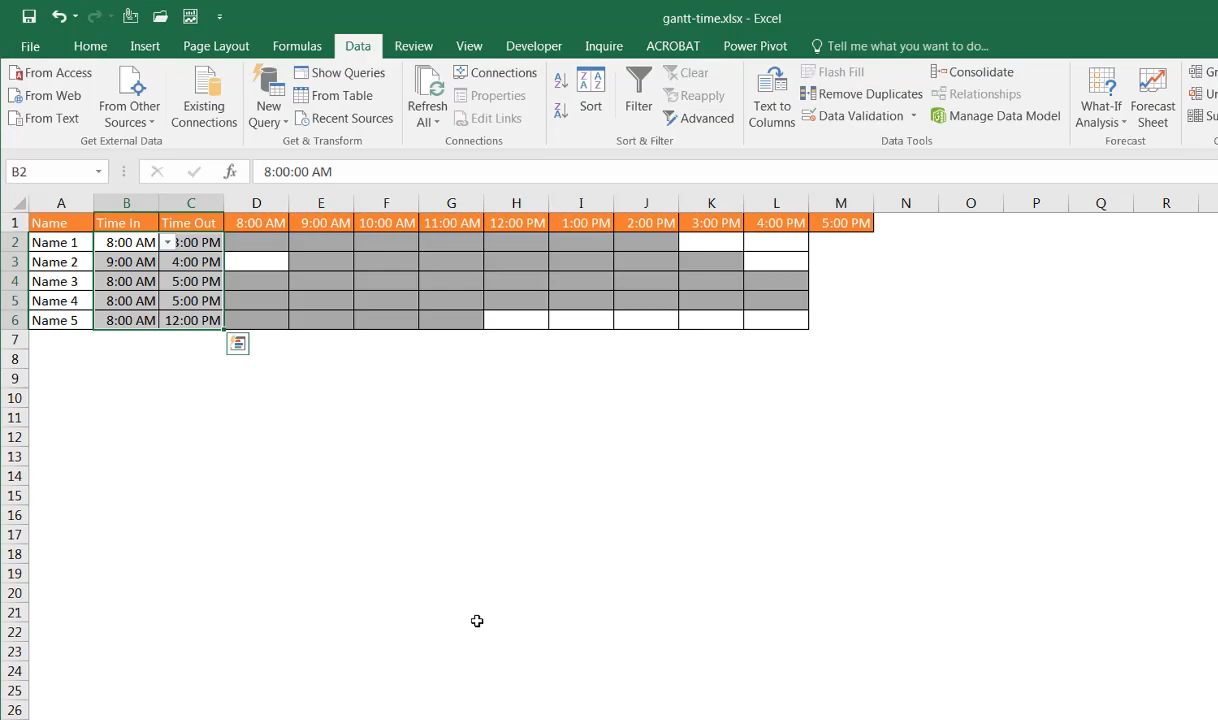 gantt-time.xlsx - Excel
File Home Insert Page Layout Formulas Data Review View Developer Inquire ACROBAT Power Pivot Tell me what you want to do...
From Access
From Web
From Text
From Other Sources
Existing Connections
Get External Data
New Query
Show Queries
From Table
Recent Sources
Get & Transform
Refresh All
Connections
Properties
Edit Links
Connections
Sort
Filter
Clear
Reapply
Advanced
Sort & Filter
Text to Columns
Flash Fill
Remove Duplicates
Data Validation
Consolidate
Relationships
Manage Data Model
Data Tools
What-If Analysis
Forecast Sheet
Forecast
B2 fx 8:00:00 AM
A B C D E F G H I J K L M N O P Q R
1 Name Time In Time Out 8:00 AM 9:00 AM 10:00 AM 11:00 AM 12:00 PM 1:00 PM 2:00 PM 3:00 PM 4:00 PM 5:00 PM
2 Name 1 8:00 AM 3:00 PM
3 Name 2 9:00 AM 4:00 PM
4 Name 3 8:00 AM 5:00 PM
5 Name 4 8:00 AM 5:00 PM
6 Name 5 8:00 AM 12:00 PM
7
8
9
10
11
12
13
14
15
16
17
18
19
20
21
22
23
24
25
26